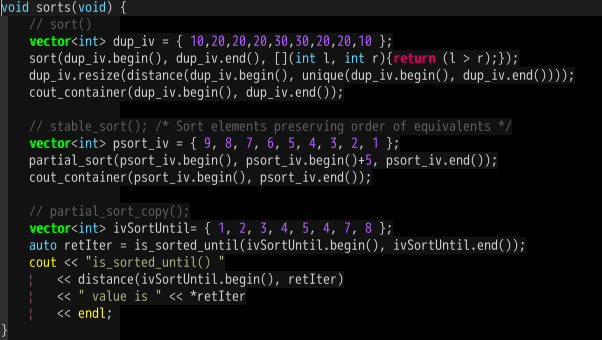 void sorts(void) {
// sort()
vector<int> dup_iv = { 10,20,20,20,30,30,20,20,10 };
sort(dup_iv.begin(), dup_iv.end(), [](int l, int r){return (l > r);});
dup_iv.resize(distance(dup_iv.begin(), unique(dup_iv.begin(), dup_iv.end())));
cout_container(dup_iv.begin(), dup_iv.end());
// stable_sort(); /* Sort elements preserving order of equivalents */
vector<int> psort_iv = { 9, 8, 7, 6, 5, 4, 3, 2, 1 };
partial_sort(psort_iv.begin(), psort_iv.begin()+5, psort_iv.end());
cout_container(psort_iv.begin(), psort_iv.end());
// partial_sort_copy();
vector<int> ivSortUntil= { 1, 2, 3, 4, 5, 4, 7, 8 };
auto retIter = is_sorted_until(ivSortUntil.begin(), ivSortUntil.end());
cout << "is_sorted_until() "
<< distance(ivSortUntil.begin(), retIter)
<< " value is " << *retIter
<< endl;
}